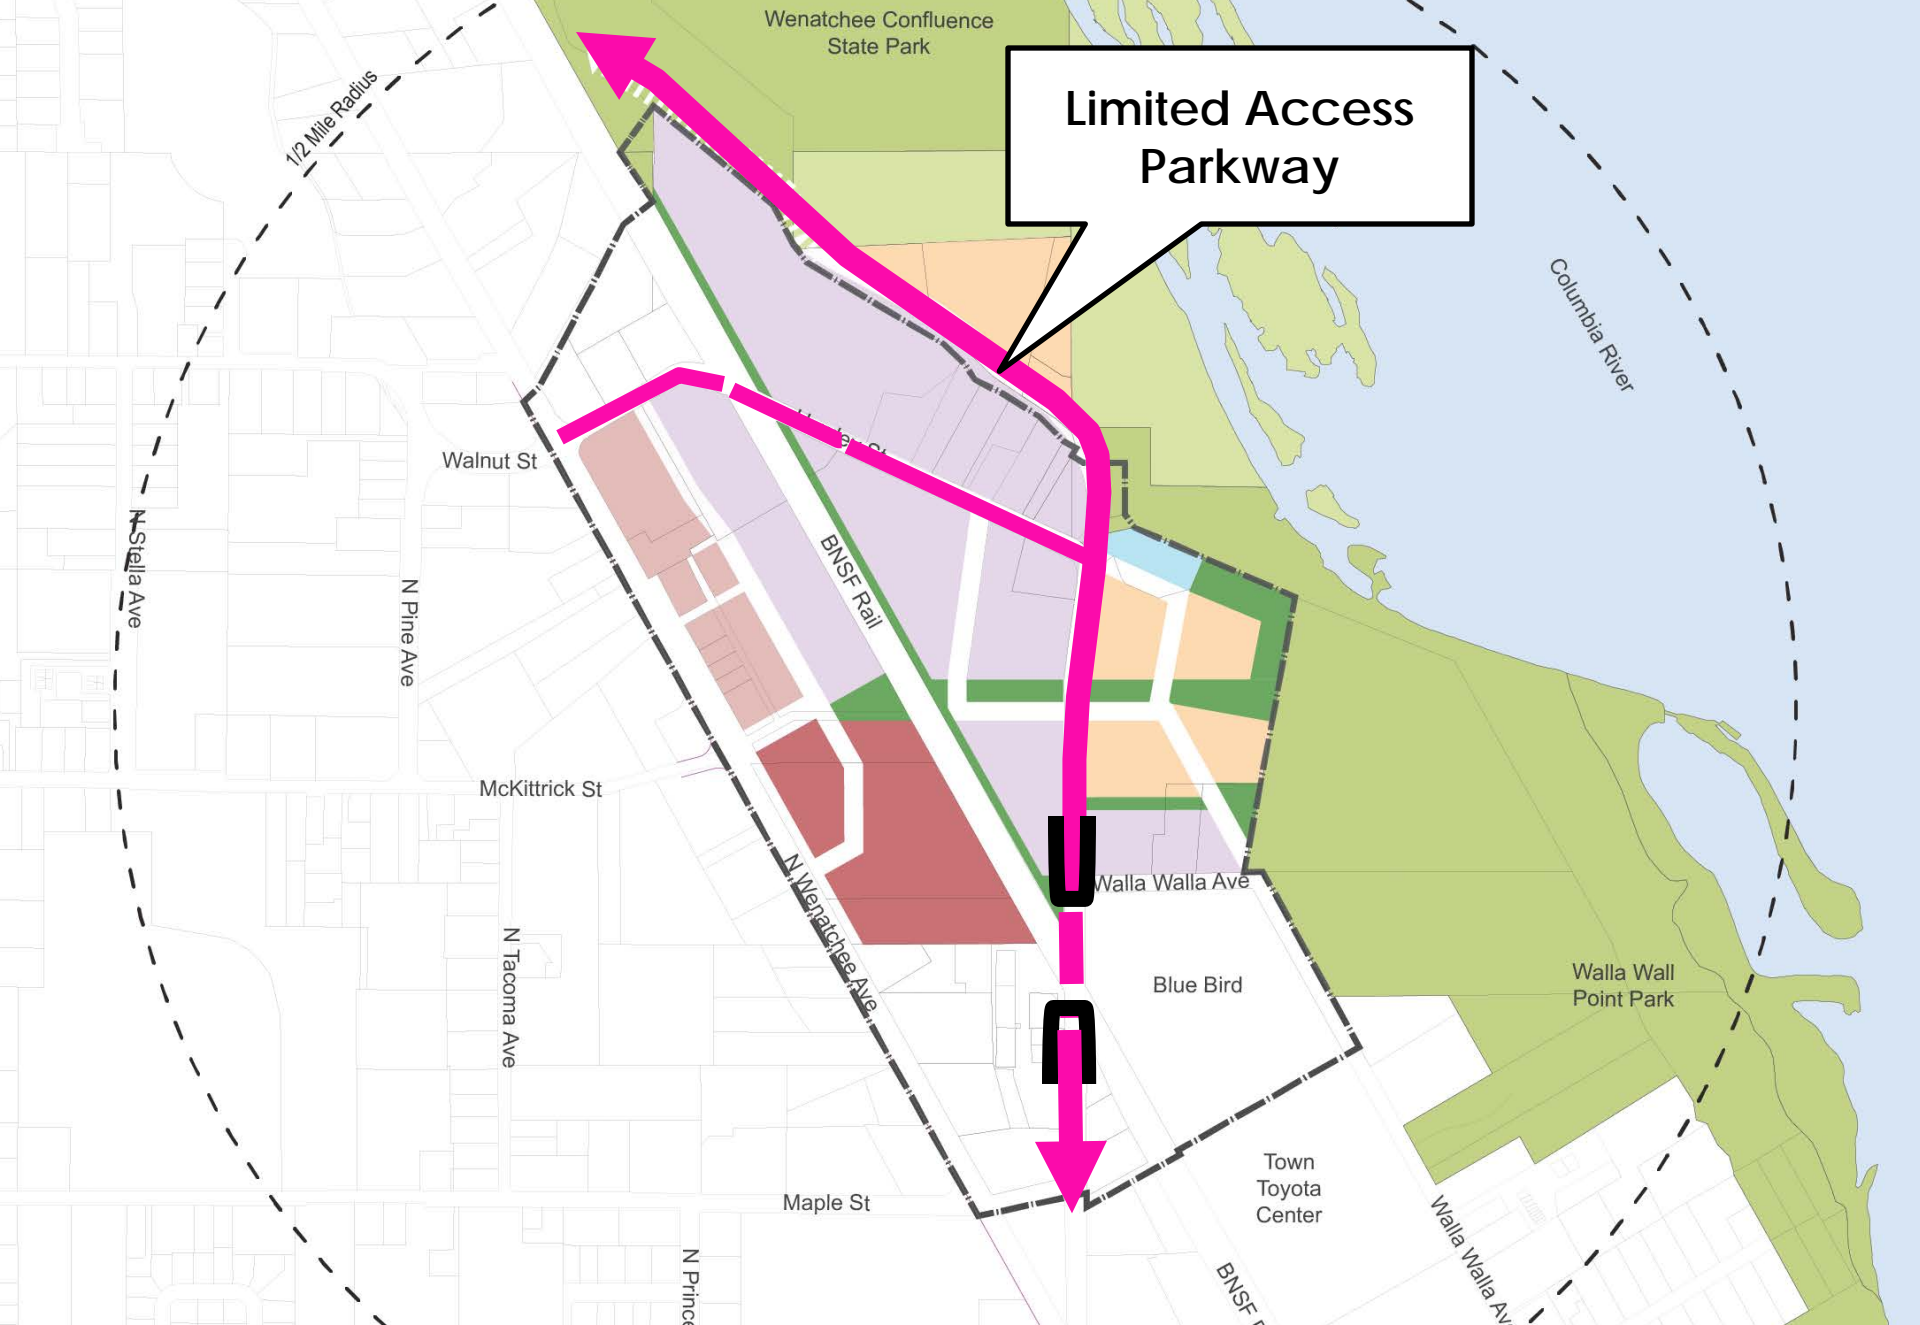 Wenatchee Confluence
State Park
Limited Access
Parkway
1/2 Mile Radius
Columbia River
Walnut St
N Stella Ave
N Pine Ave
BNSF Rail
McKittrick St
N Wenatchee Ave
Walla Walla Ave
N Tacoma Ave
Blue Bird
Walla Wall
Point Park
Maple St
Town
Toyota
Center
N Prince
BNSF
Walla Walla Av